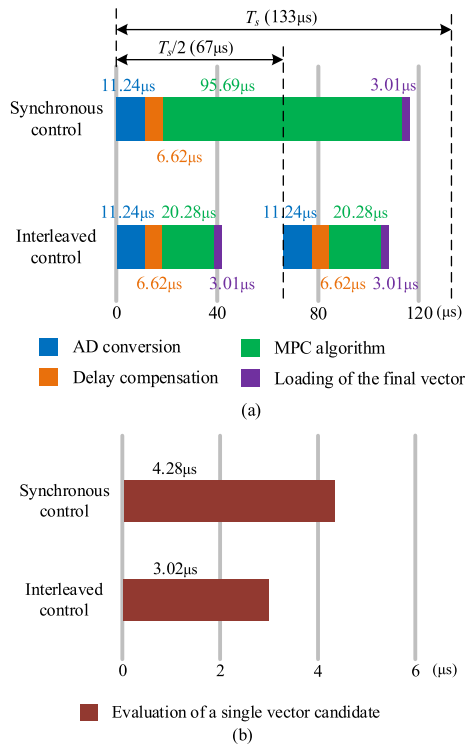 (a)
Tₛ (133μs)
Tₛ/2 (67μs)
11.24μs 95.69μs 3.01μs
Synchronous
control
6.62μs
11.24μs 20.28μs 11.24μs 20.28μs
Interleaved
control
6.62μs 3.01μs 6.62μs 3.01μs
0 40 80 120 (μs)
AD conversion MPC algorithm
Delay compensation Loading of the final vector
(a)
(b)
4.28μs
Synchronous
control
3.02μs
Interleaved
control
0 2 4 6 (μs)
Evaluation of a single vector candidate
(b)